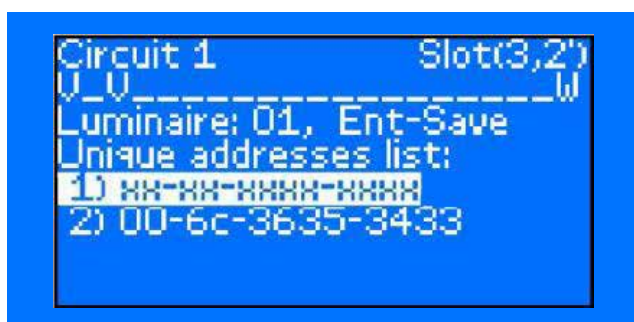 Circuit 1 Slot(3,2')
V_V__________________W
Luminaire: 01, Ent-Save
Unique addresses list:
1) xx-xx-xxxx-xxxx
2) 00-6c-3635-3433